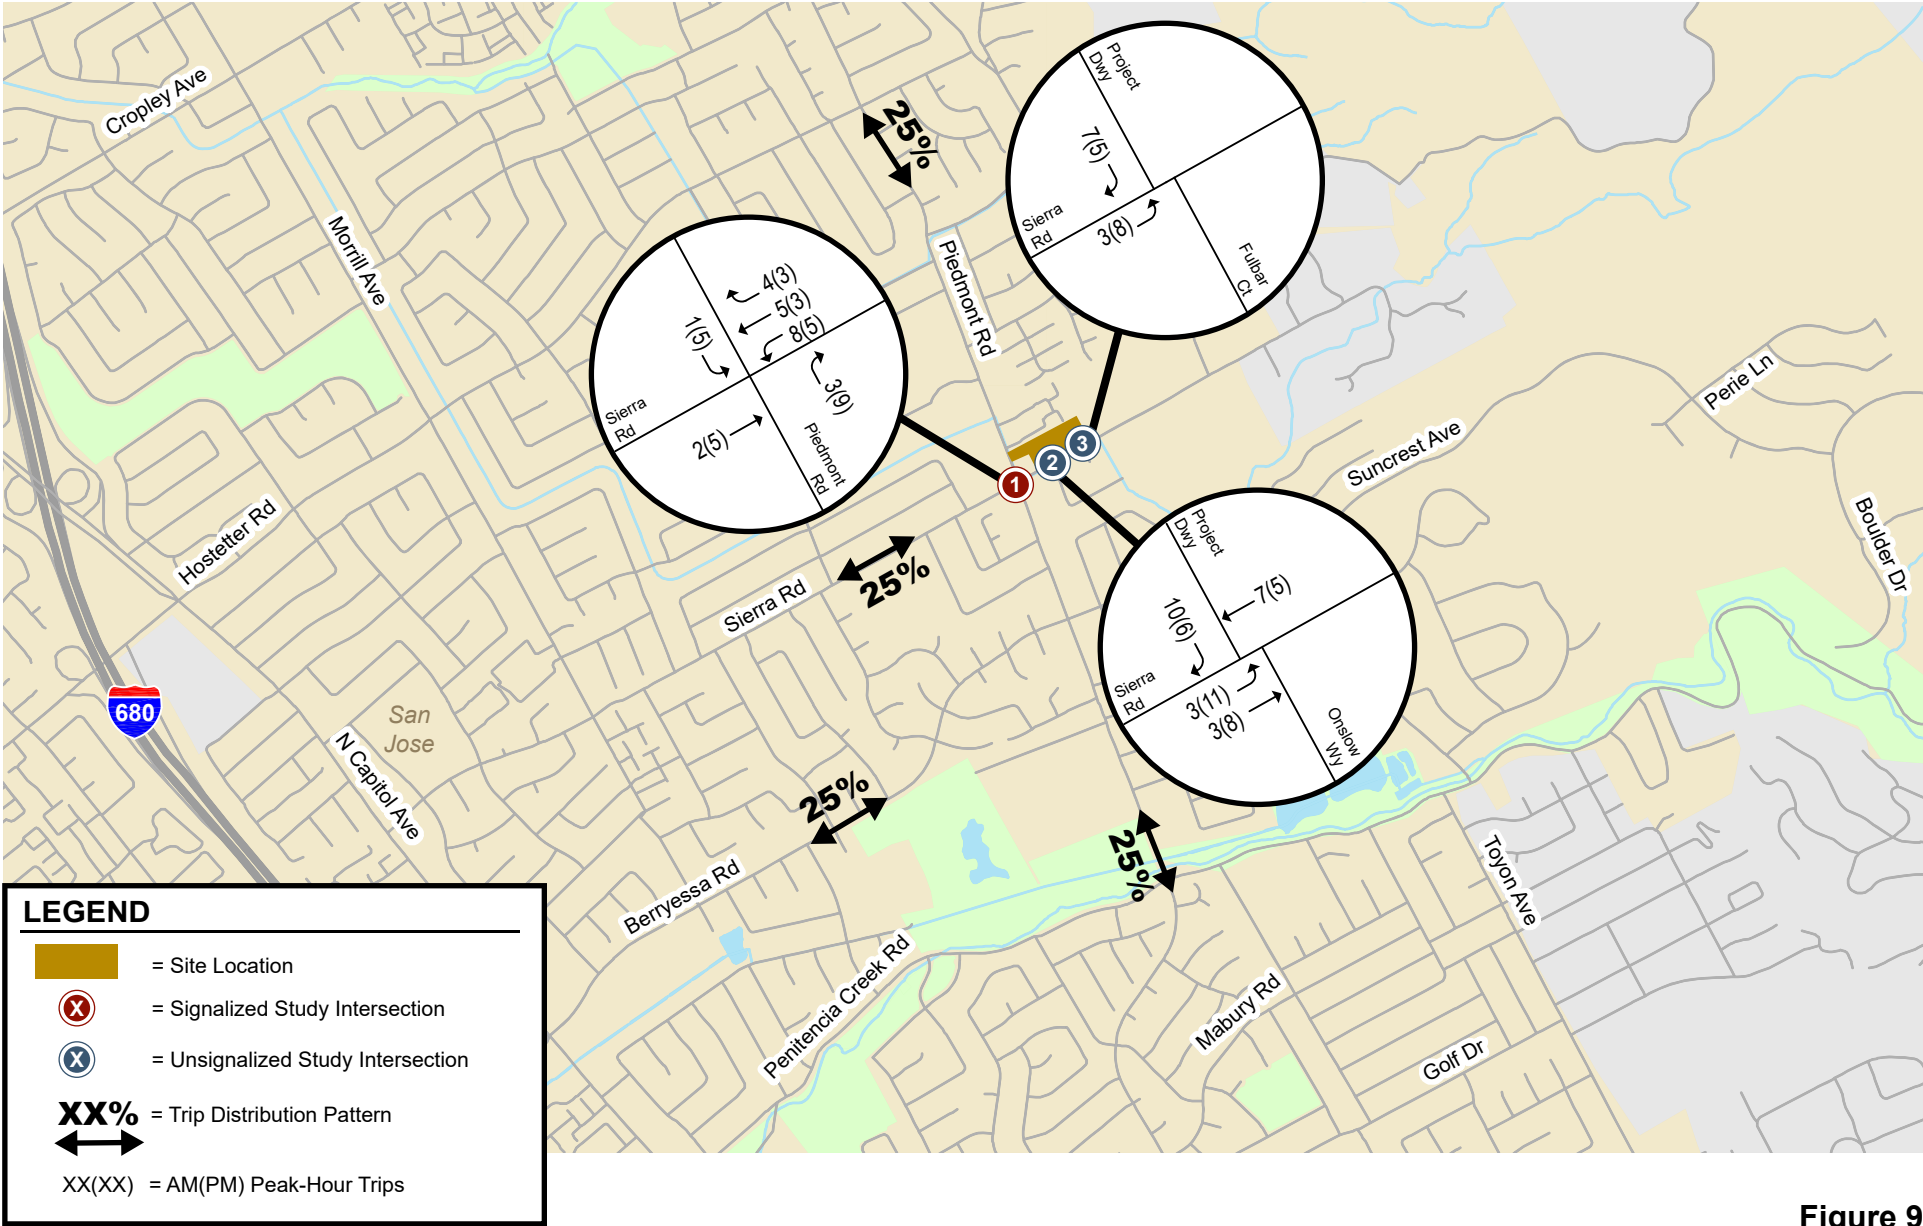 Cropley Ave
25%
Project
Dwy
7(5)
3(8)
Sierra
Rd
Fulbar
Ct
Morrill Ave
Piedmont Rd
4(3)
5(3)
8(5)
1(5)
3(9)
2(5)
Sierra
Rd
Piedmont
Rd
Perie Ln
Suncrest Ave
Boulder Dr
1
2
3
Hostetter Rd
25%
Sierra Rd
Project
Dwy
7(5)
10(6)
3(11)
3(8)
Sierra
Rd
Onslow
Wy
680
San
Jose
N Capitol Ave
25%
25%
Berryessa Rd
Toyon Ave
Penitencia Creek Rd
Mabury Rd
Golf Dr
LEGEND
= Site Location
X = Signalized Study Intersection
X = Unsignalized Study Intersection
XX% = Trip Distribution Pattern
XX(XX) = AM(PM) Peak-Hour Trips
Figure 9